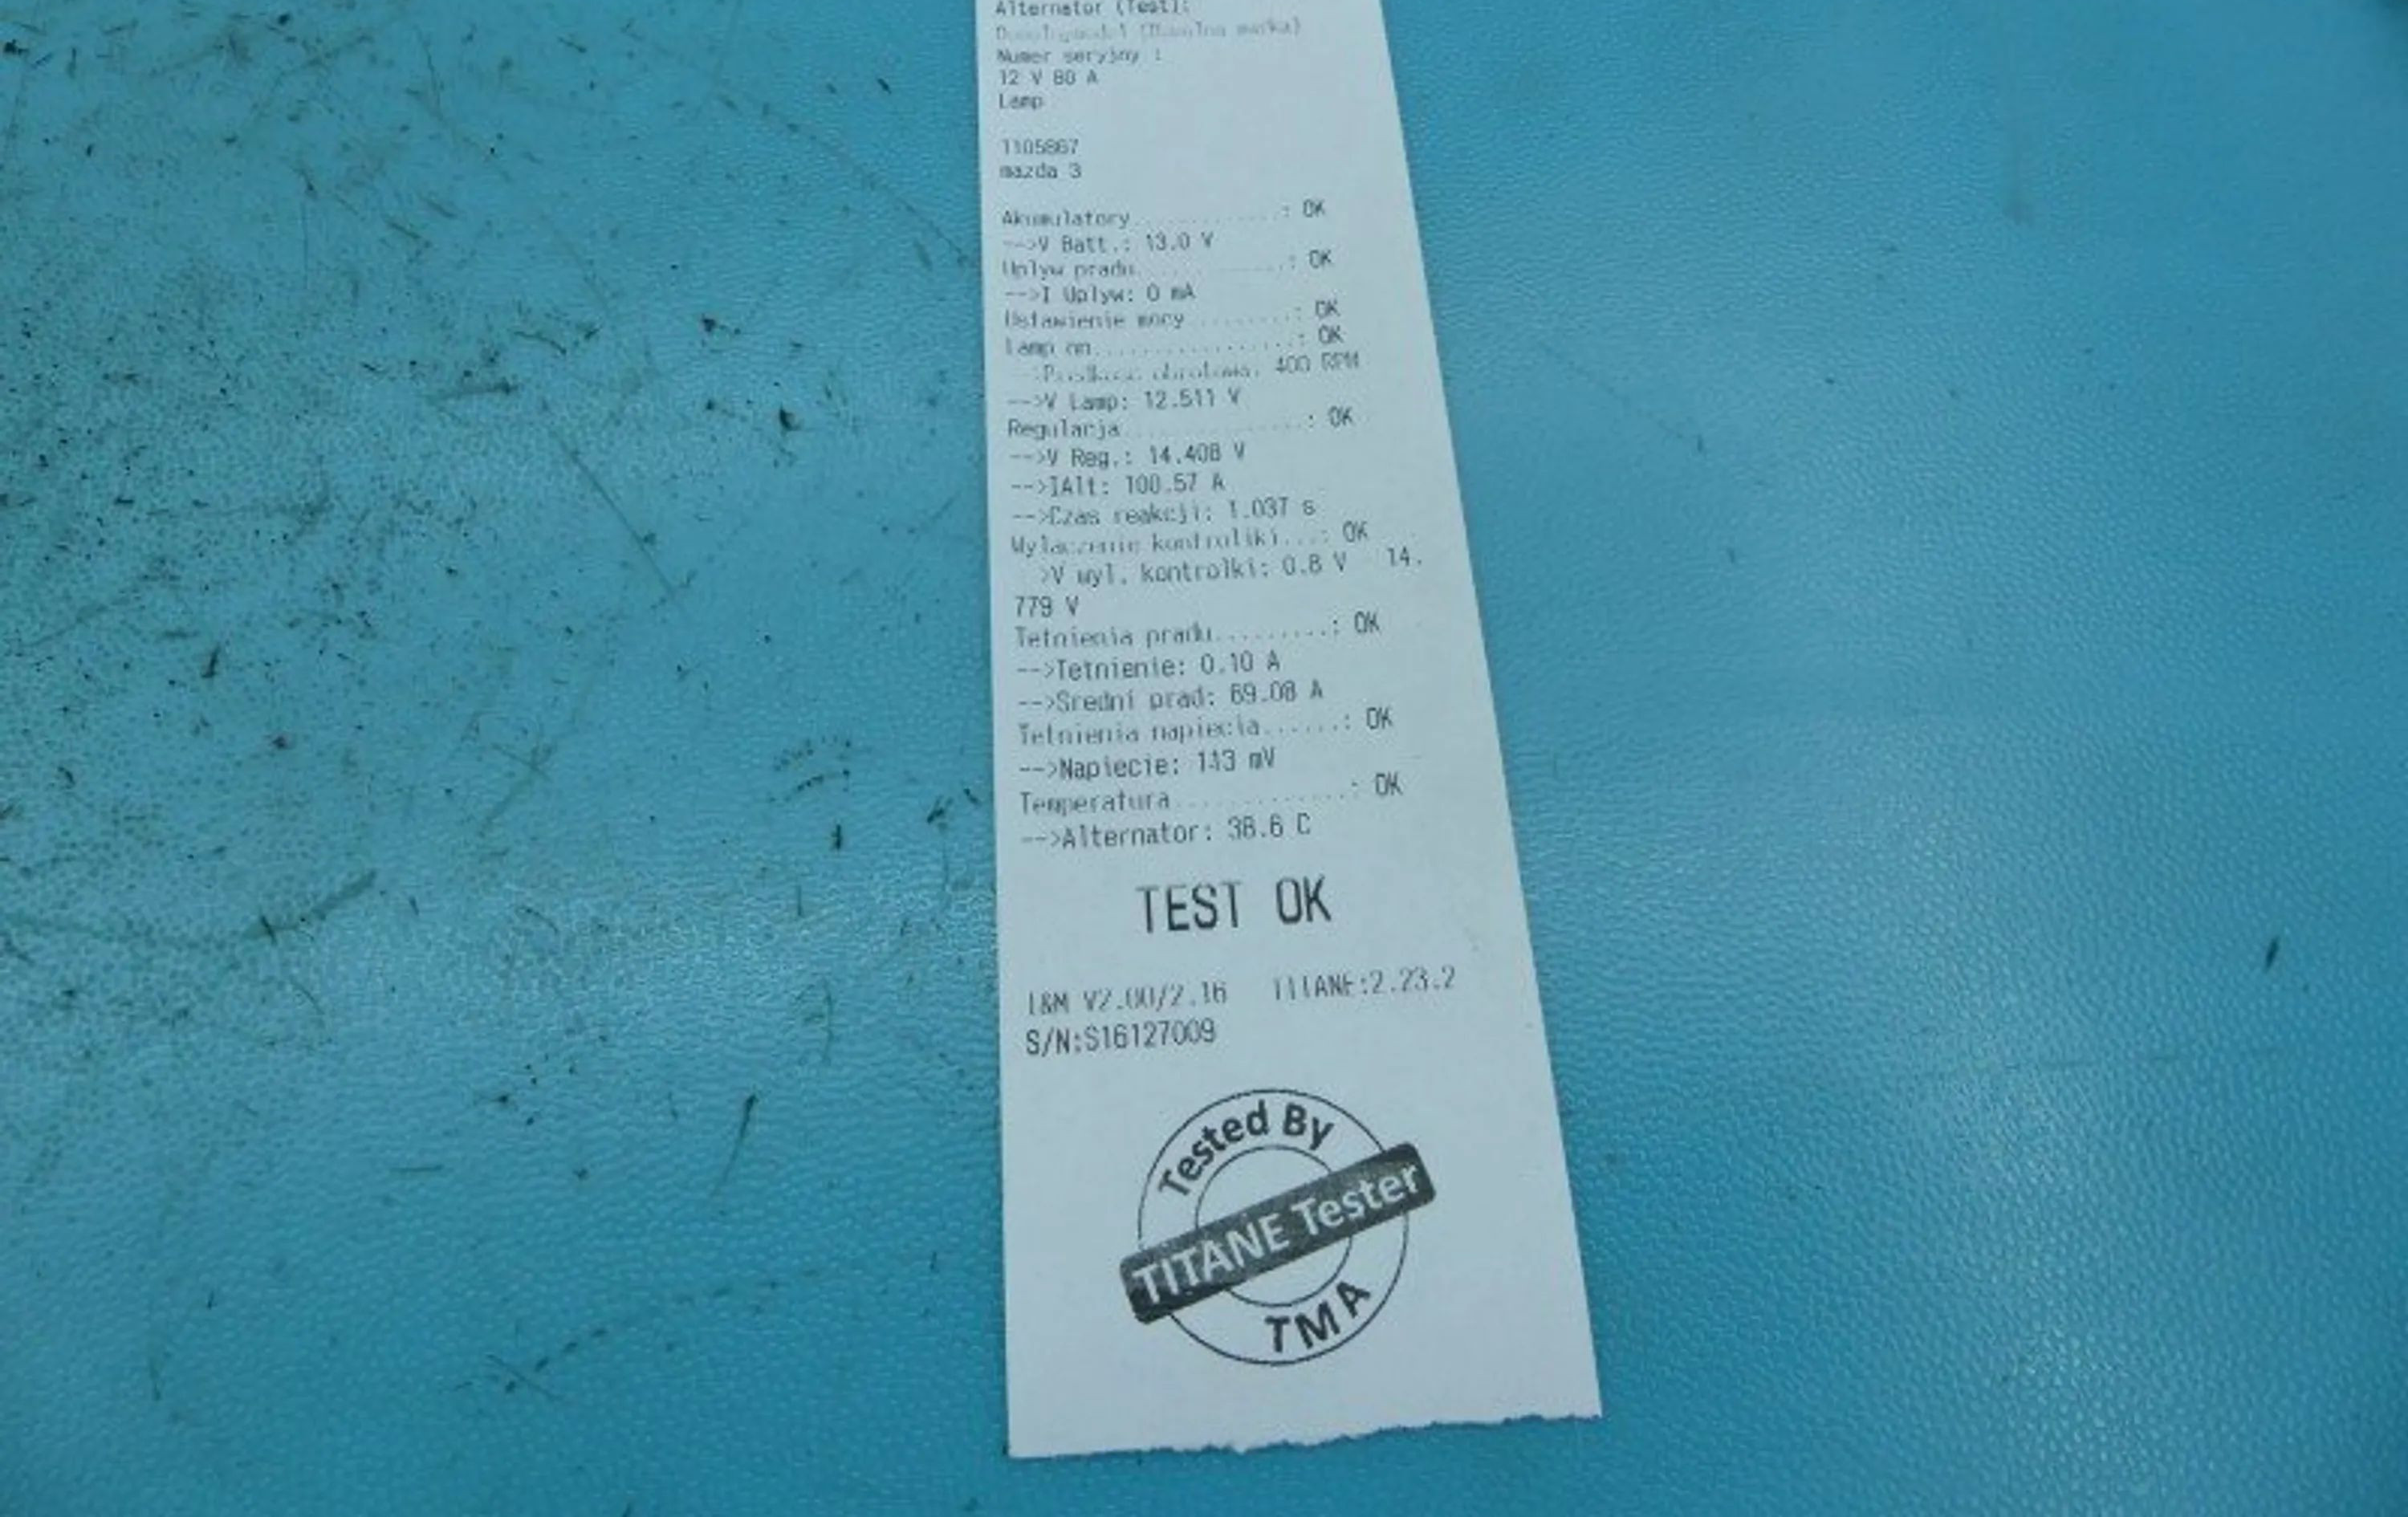 Alternator (Test):
Numer seryjny :
12 V 80 A
Lamp
1105867
mazda 3
Akumulatory.............: OK
-->V Batt.: 13.0 V
Uplyw pradu.............: OK
-->I Uplyw: 0 mA
Ustawienie mocy.........: OK
Lamp on.................: OK
400 RPM
-->V Lamp: 12.511 V
Regulacja...............: OK
-->V Reg.: 14.408 V
-->IAlt: 100.57 A
-->Czas reakcji: 1.037 s
Wylaczenie kontrolki...: OK
>V wyl. kontrolki: 0.8 V 14.
779 V
Tetnienia pradu.........: OK
-->Tetnienie: 0.10 A
-->Sredni prad: 69.08 A
Tetnienia napiecia......: OK
-->Napiecie: 113 mV
Temperatura.............: OK
-->Alternator: 38.6 C
TEST OK
I&M V2.00/2.16 TITANE:2.23.2
S/N:S16127009
Tested By
TITANE Tester
TMA